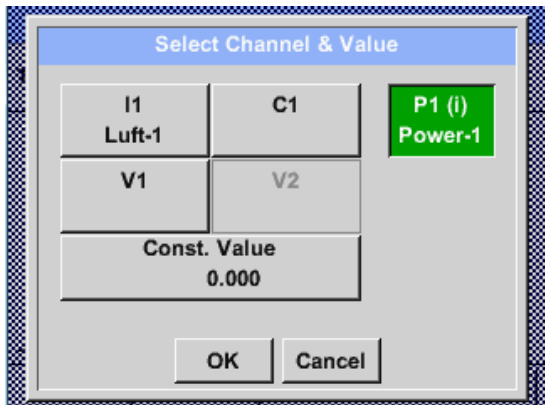 Select Channel & Value
I1
Luft-1
C1
P1 (i)
Power-1
V1
V2
Const. Value
0.000
OK
Cancel